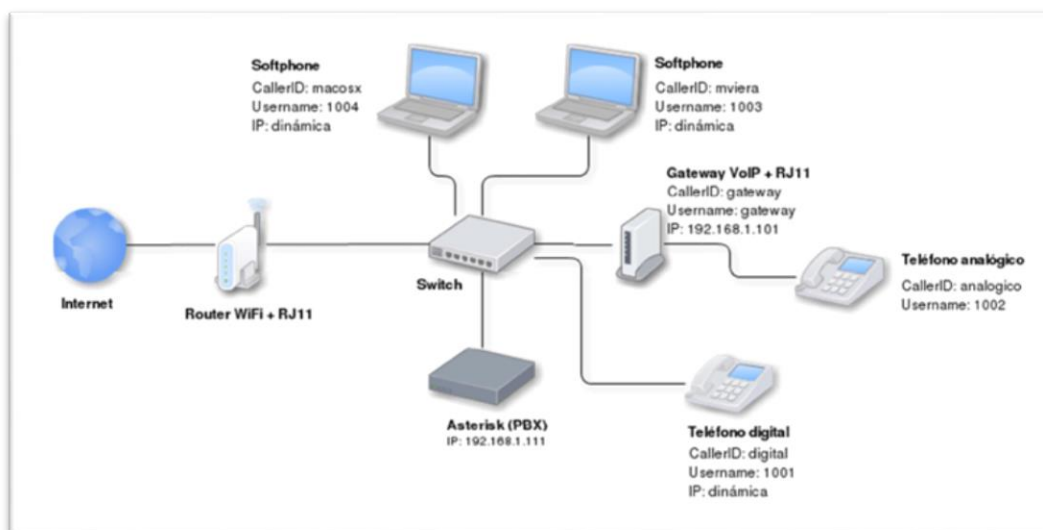 Softphone
CallerID: macosx
Username: 1004
IP: dinámica
Softphone
CallerID: mviera
Username: 1003
IP: dinámica
Gateway VoIP + RJ11
CallerID: gateway
Username: gateway
IP: 192.168.1.101
Teléfono analógico
CallerID: analogico
Username: 1002
Internet
Router WiFi + RJ11
Switch
Asterisk (PBX)
IP: 192.168.1.111
Teléfono digital
CallerID: digital
Username: 1001
IP: dinámica